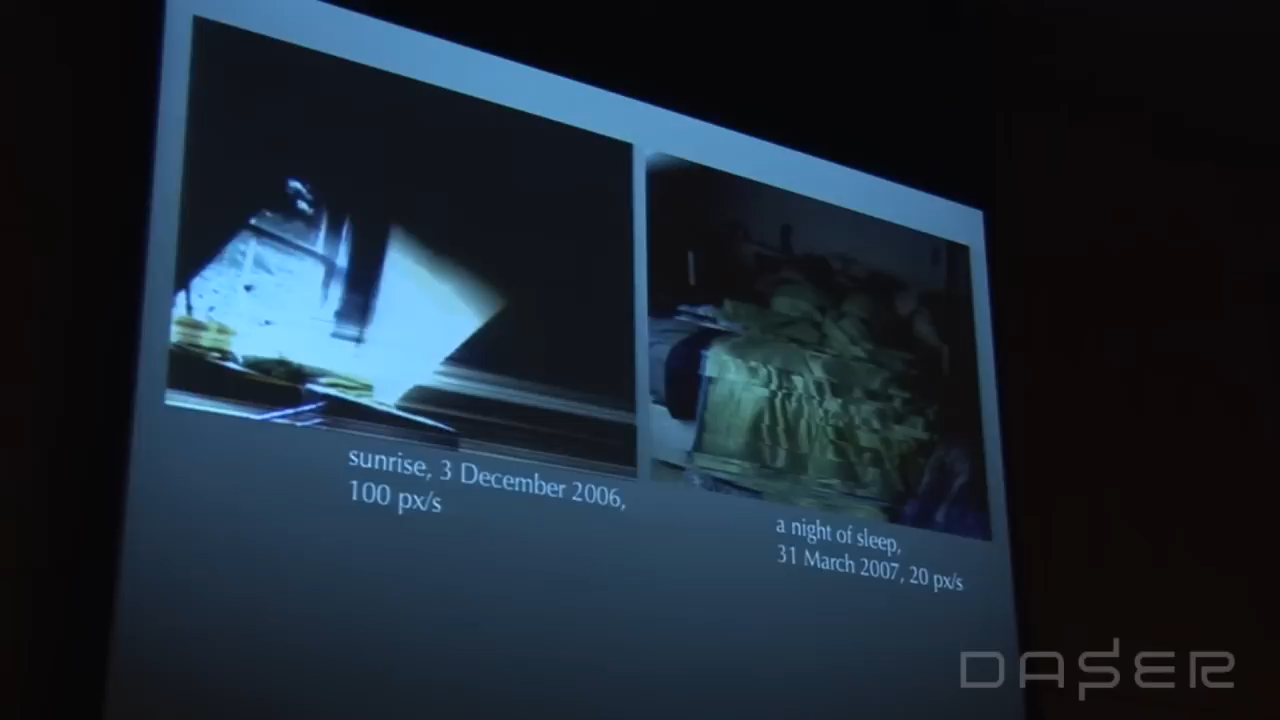 sunrise, 3 December 2006,
100 px/s
a night of sleep,
31 March 2007, 20 px/s
DASER